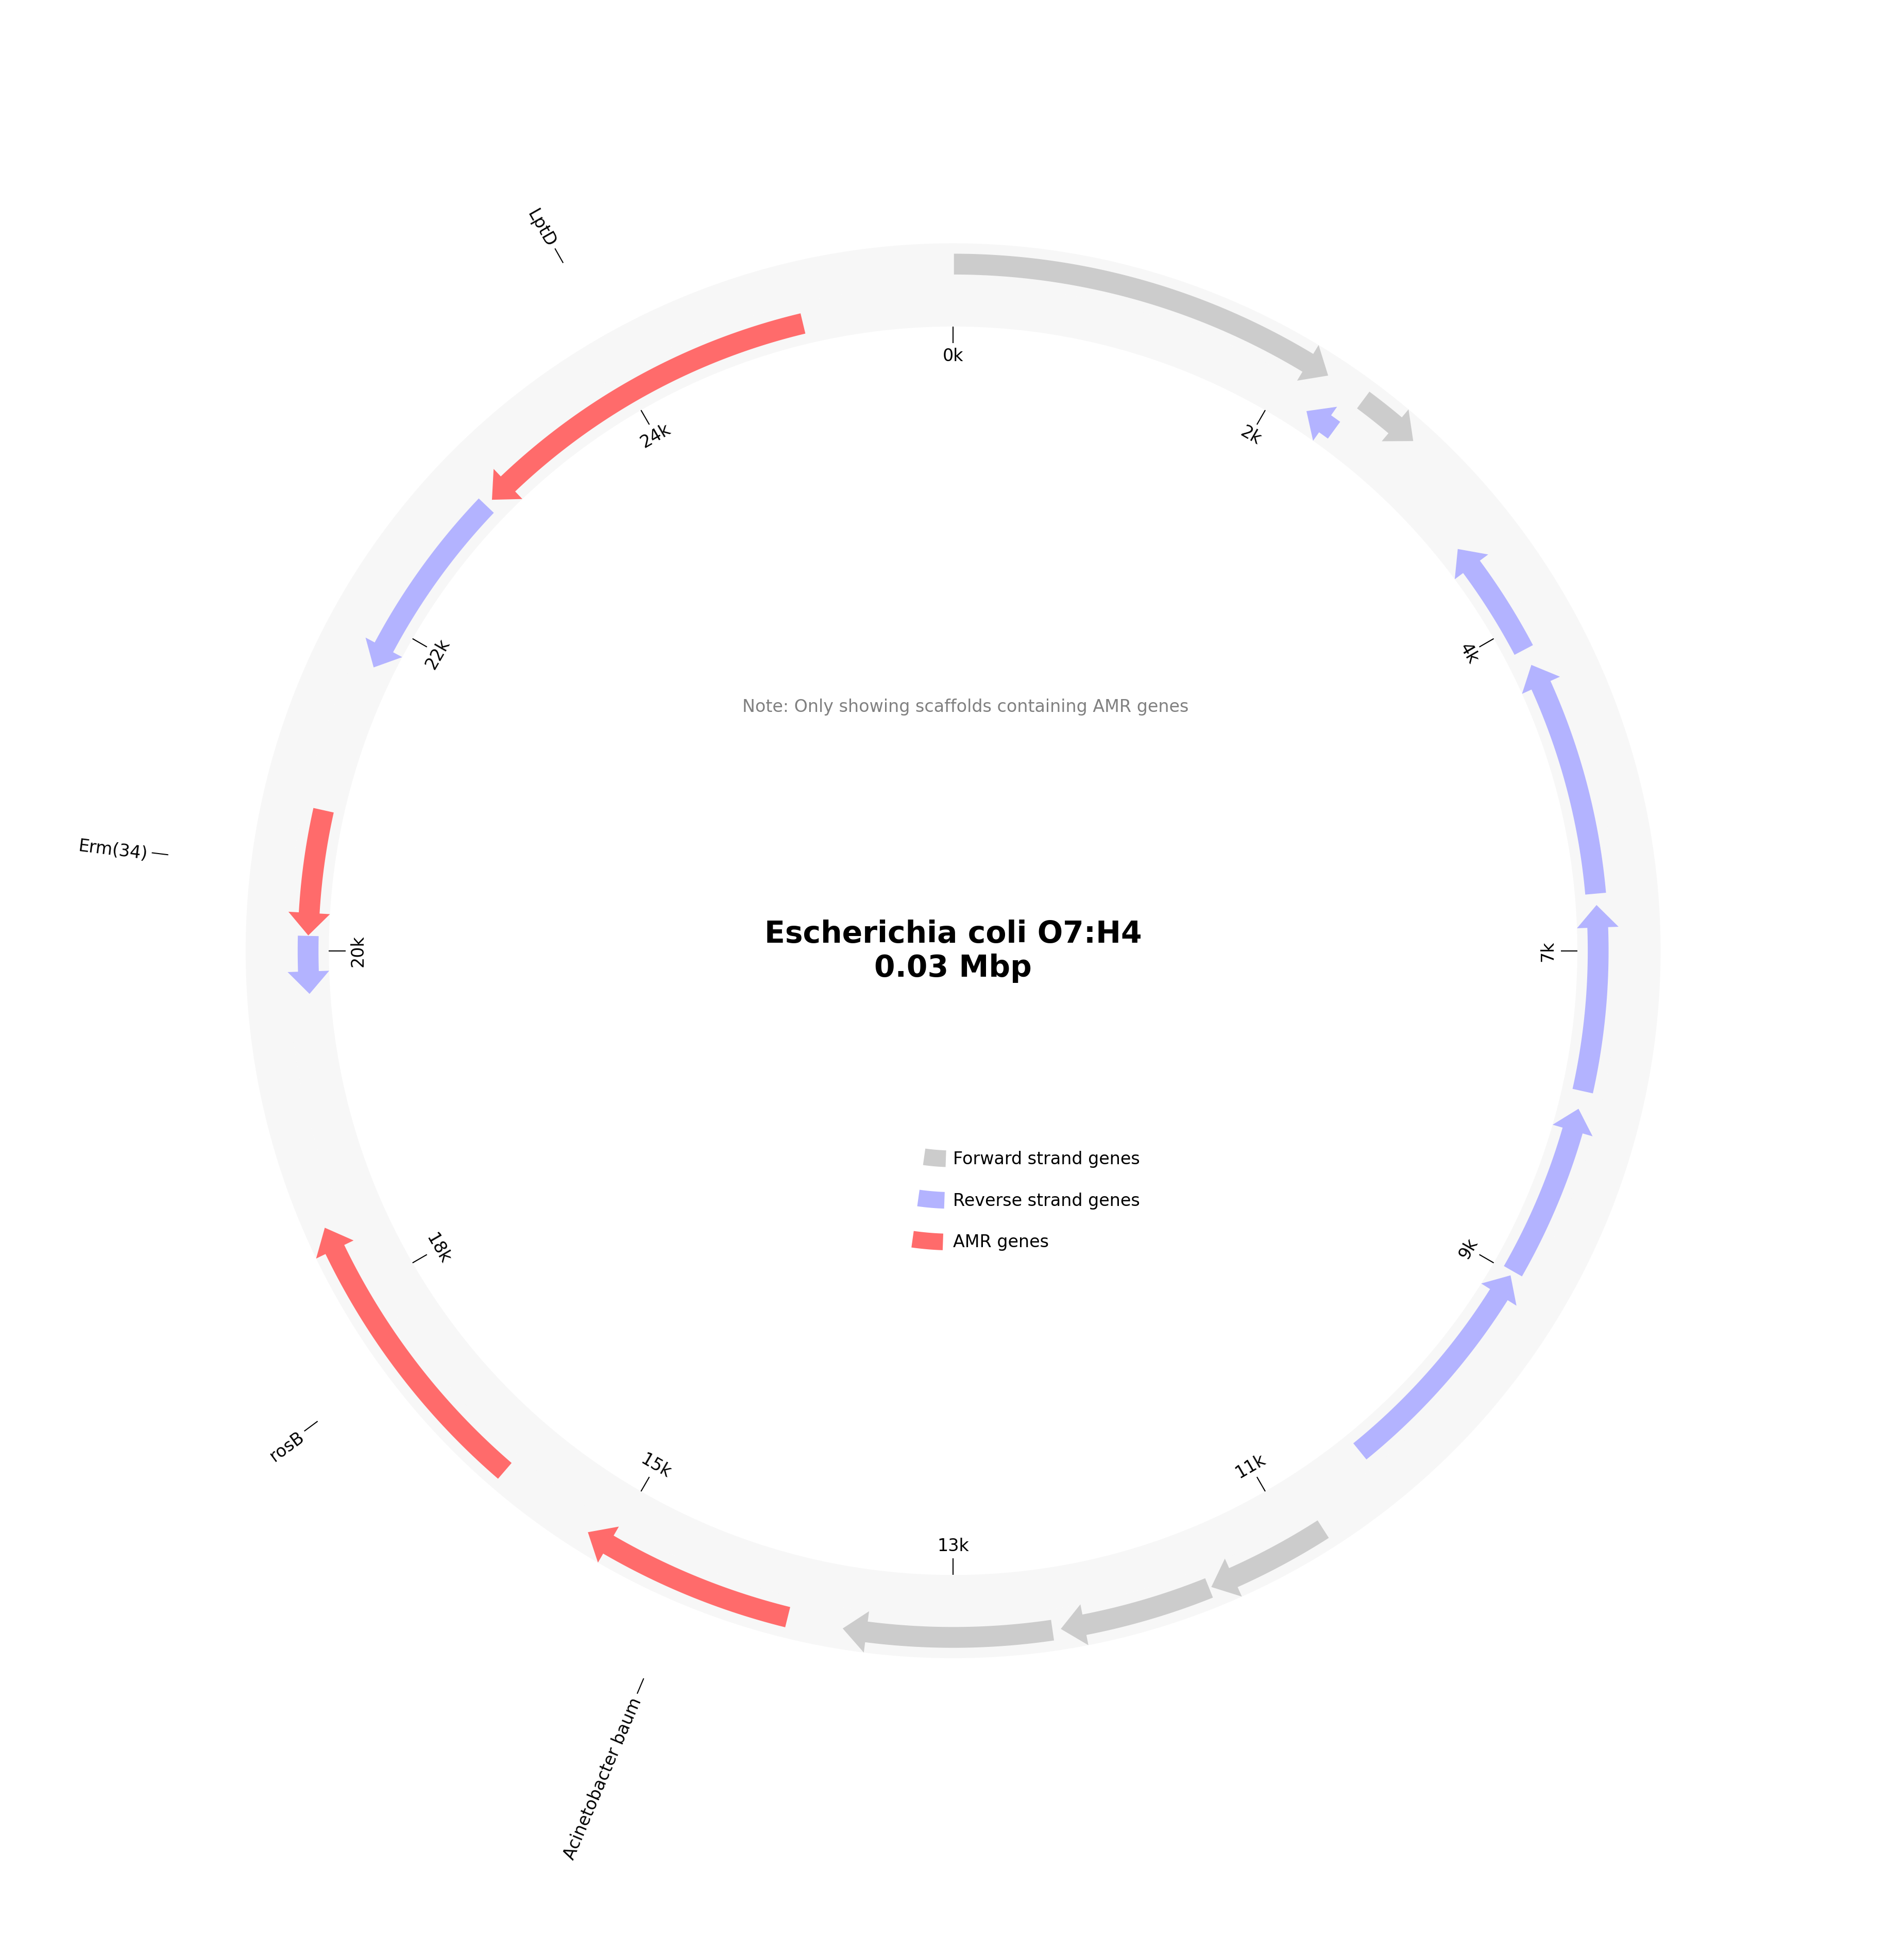 LptD
0k
24k
2k
22k
4k
Note: Only showing scaffolds containing AMR genes
Erm(34)
Escherichia coli O7:H4
0.03 Mbp
20k
7k
Forward strand genes
Reverse strand genes
AMR genes
18k
9k
rosB
15k
11k
13k
Acinetobacter baum